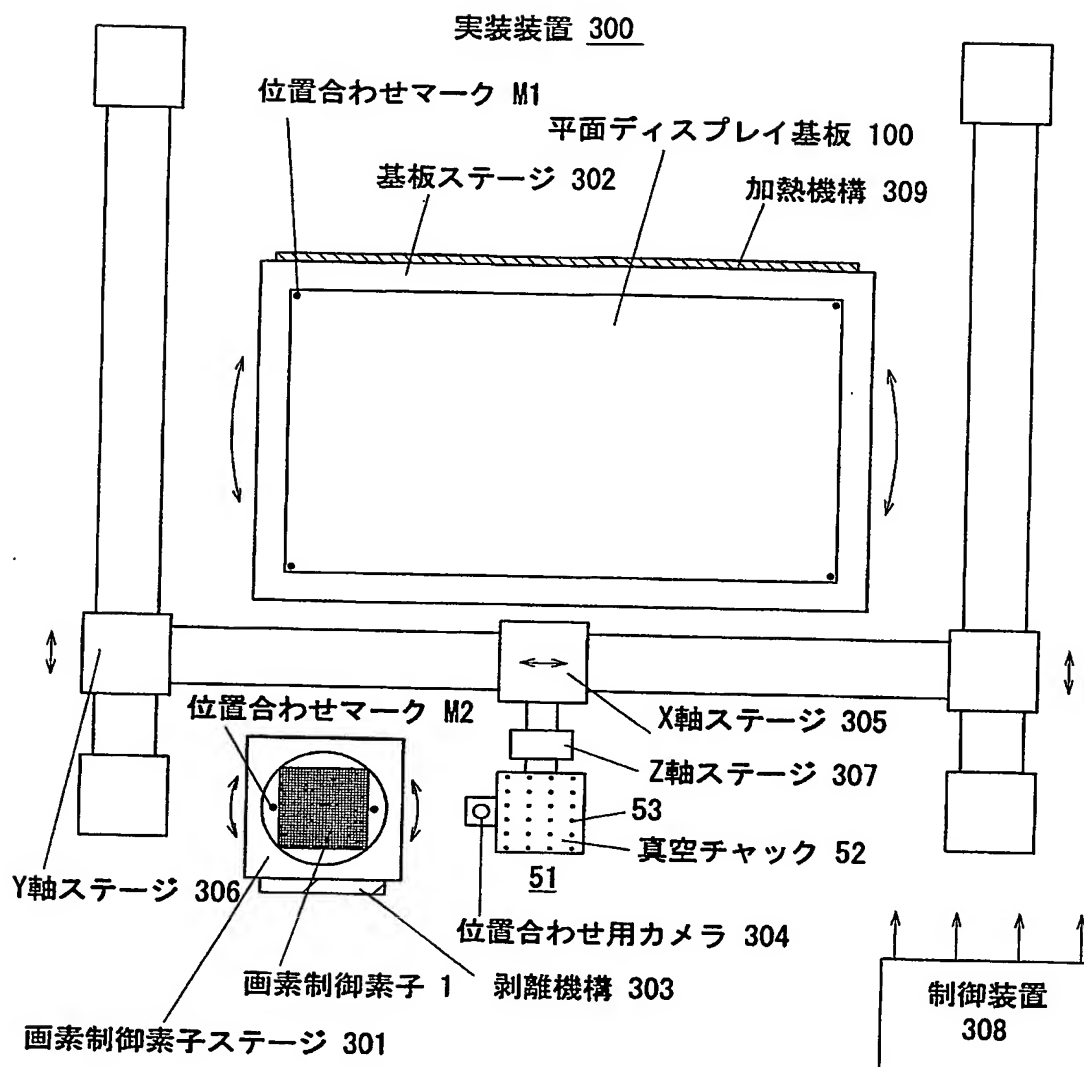 実装装置 300
位置合わせマーク M1
平面ディスプレイ基板 100
基板ステージ 302
加熱機構 309
位置合わせマーク M2
X軸ステージ 305
Z軸ステージ 307
53
真空チャック 52
51
Y軸ステージ 306
位置合わせ用カメラ 304
画素制御素子 1
剥離機構 303
制御装置
308
画素制御素子ステージ 301